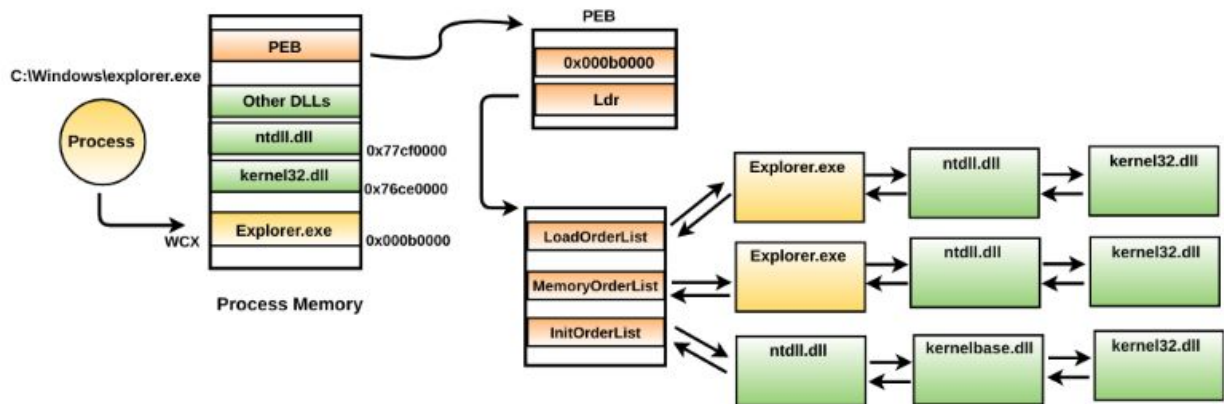 C:\Windows\explorer.exe
Process
WCX
PEB
Other DLLs
ntdll.dll
0x77cf0000
kernel32.dll
0x76ce0000
Explorer.exe
0x000b0000
Process Memory
PEB
0x000b0000
Ldr
LoadOrderList
MemoryOrderList
InitOrderList
Explorer.exe
ntdll.dll
kernel32.dll
Explorer.exe
ntdll.dll
kernel32.dll
ntdll.dll
kernelbase.dll
kernel32.dll